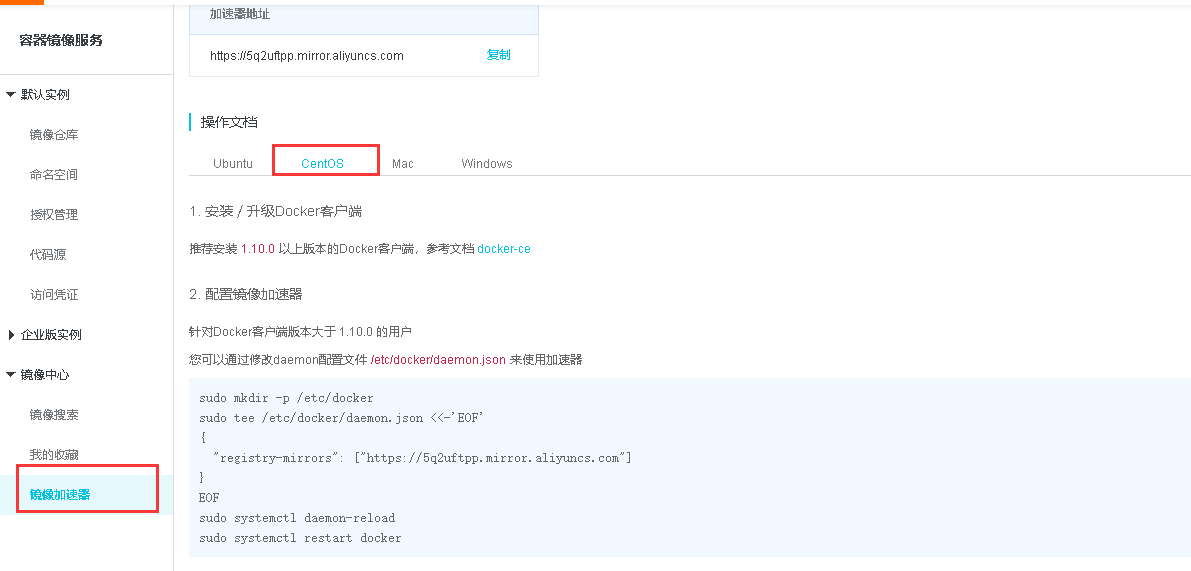 容器镜像服务
默认实例
镜像仓库
命名空间
授权管理
代码源
访问凭证
企业版实例
镜像中心
镜像搜索
我的收藏
镜像加速器
加速器地址
https://5q2uftpp.mirror.aliyuncs.com 复制
操作文档
Ubuntu CentOS Mac Windows
1. 安装 / 升级Docker客户端
推荐安装 1.10.0 以上版本的Docker客户端，参考文档 docker-ce
2. 配置镜像加速器
针对Docker客户端版本大于 1.10.0 的用户
您可以通过修改daemon配置文件 /etc/docker/daemon.json 来使用加速器
sudo mkdir -p /etc/docker
sudo tee /etc/docker/daemon.json <<-'EOF'
{
  "registry-mirrors": ["https://5q2uftpp.mirror.aliyuncs.com"]
}
EOF
sudo systemctl daemon-reload
sudo systemctl restart docker